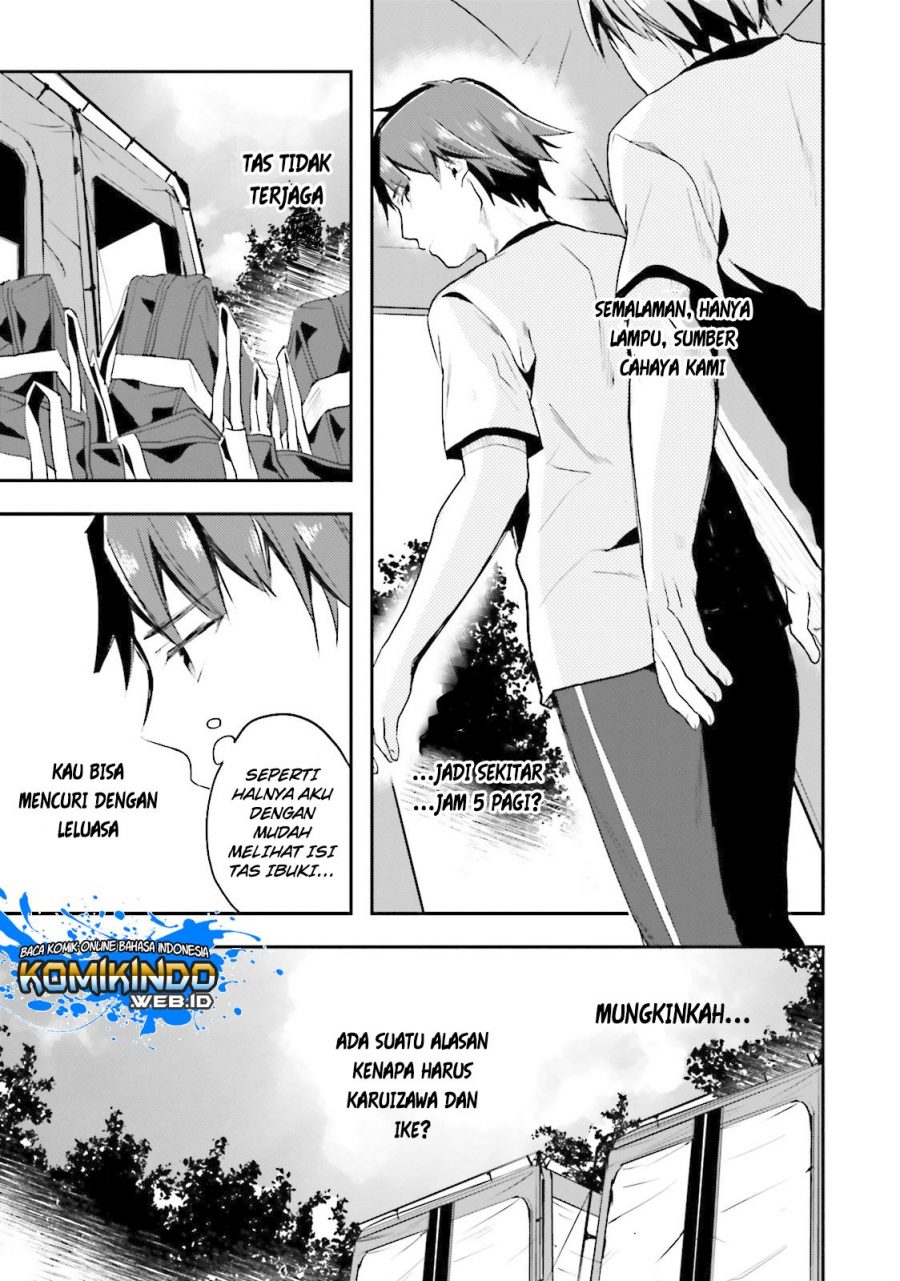 SEMALAMAN, HANYA
LAMPU, SUMBER
CAHAYA KAMI
...JADI SEKITAR
...JAM 5 PAGI?
TAS TIDAK
TERJAGA
SEPERTI
HALNYA AKU
DENGAN
MUDAH
MELIHAT ISI
TAS IBUKI...
KAU BISA
MENCURI DENGAN
LELUASA
BACA KOMIK-ONLINE BAHASA INDONESIA
KOMIKINDO
.WEB.ID
MUNGKINKAH...
ADA SUATU ALASAN
KENAPA HARUS
KARUIZAWA DAN
IKE?